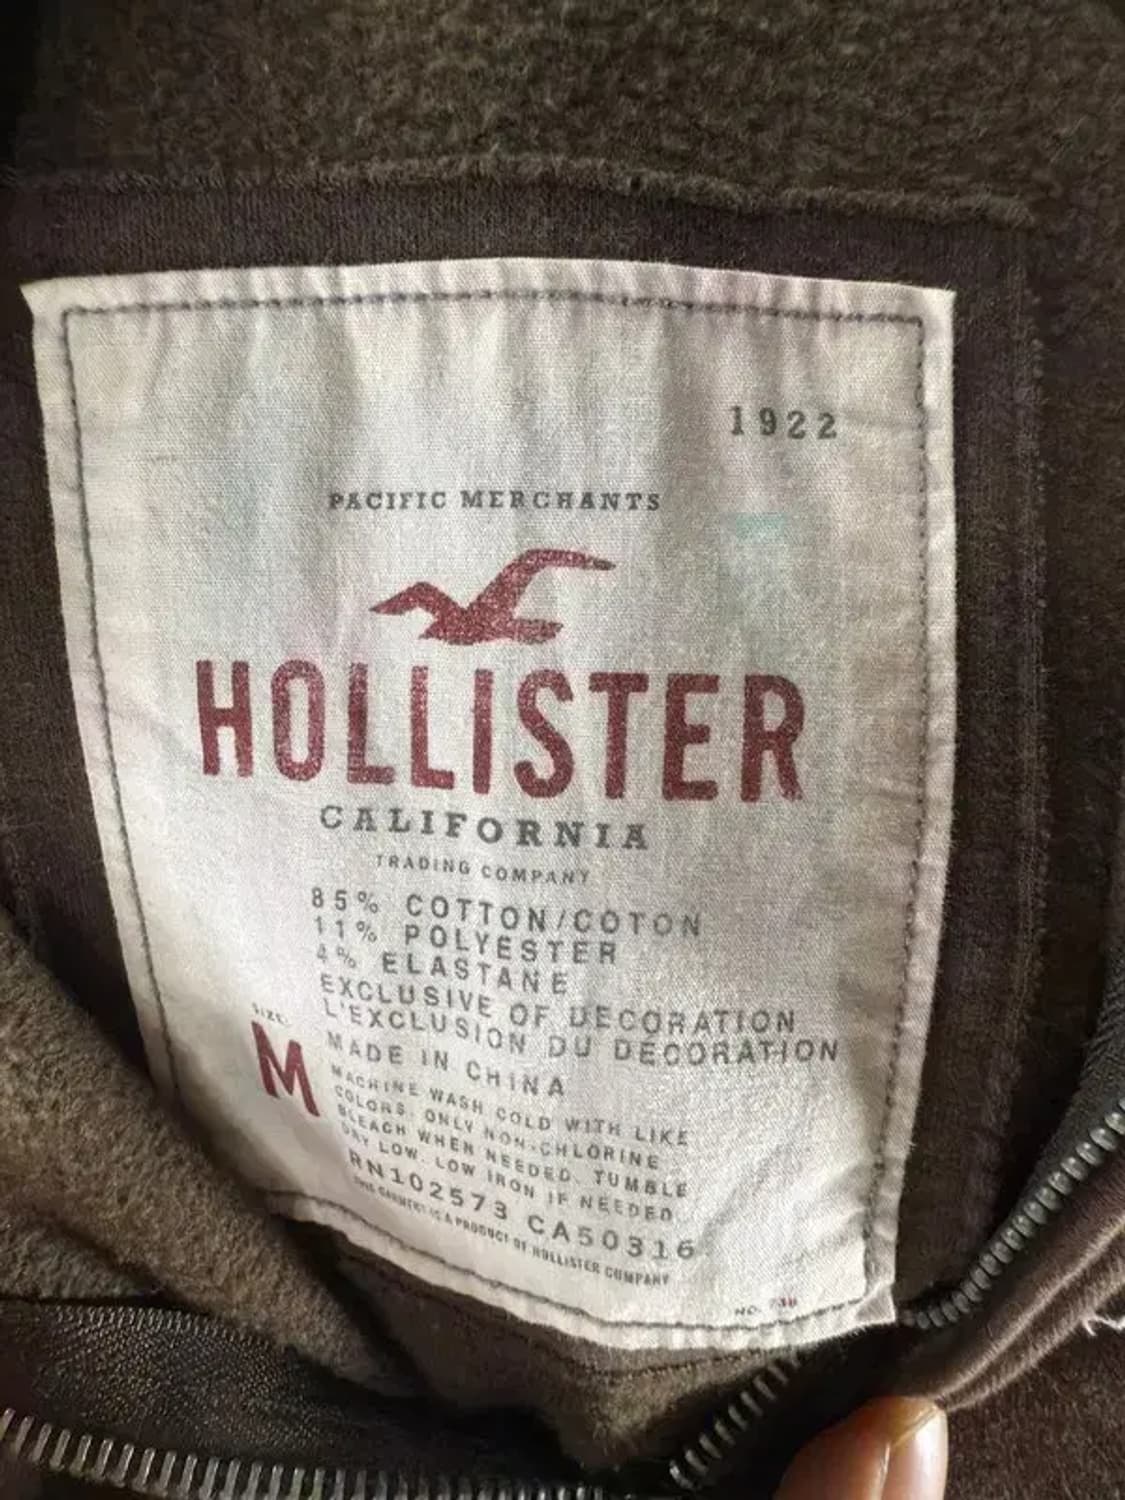 1922
PACIFIC MERCHANTS
HOLLISTER
CALIFORNIA
TRADING COMPANY
85% COTTON/COTON
11% POLYESTER
4% ELASTANE
EXCLUSIVE OF DECORATION
L'EXCLUSION DU DÉCORATION
SIZE:
M
MADE IN CHINA
MACHINE WASH COLD WITH LIKE
COLORS. ONLY NON-CHLORINE
BLEACH WHEN NEEDED. TUMBLE
DRY LOW. LOW IRON IF NEEDED.
RN102573 CA50316
THIS GARMENT IS A PRODUCT OF HOLLISTER COMPANY
NO.